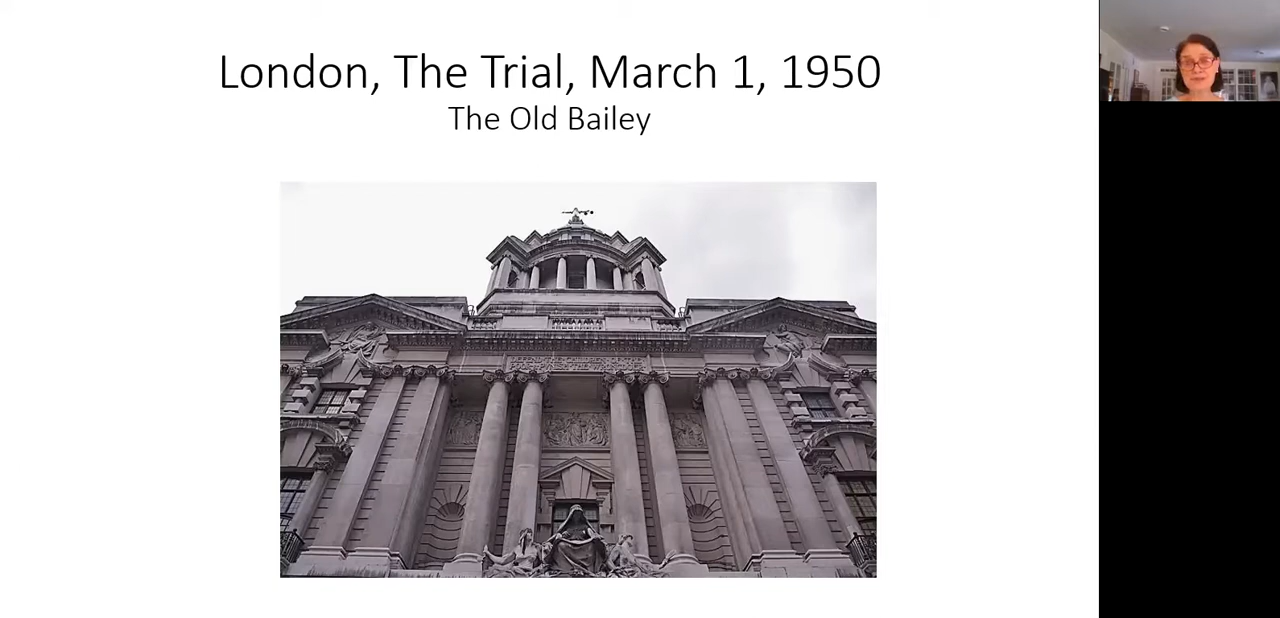 London, The Trial, March 1, 1950
The Old Bailey